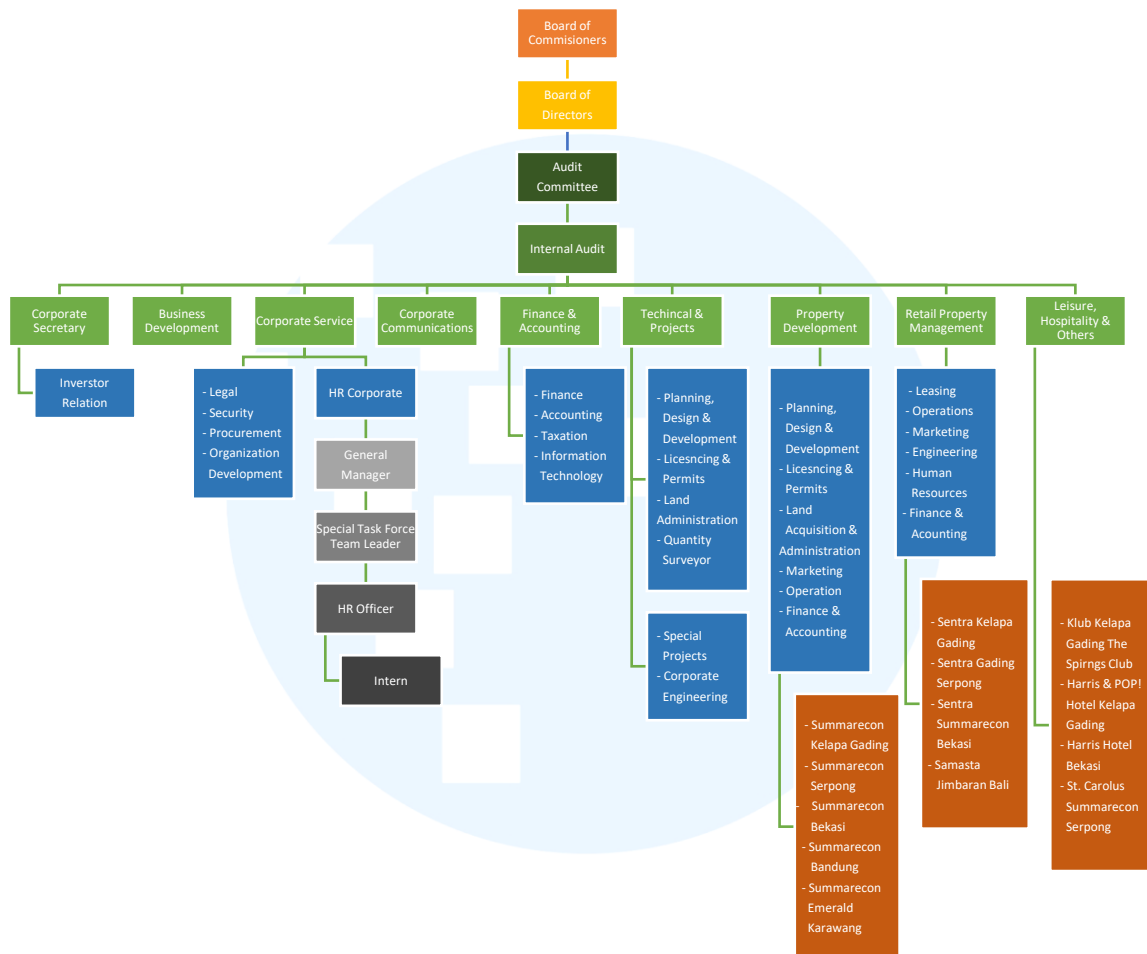 Board of
Commisioners
Board of
Directors
Audit
Committee
Internal Audit
Corporate
Secretary
Business
Development
Corporate Service
Corporate
Communications
Finance &
Accounting
Techincal &
Projects
Property
Development
Retail Property
Management
Leisure,
Hospitality &
Others
Inverstor
Relation
- Legal
- Security
- Procurement
- Organization
Development
HR Corporate
General
Manager
Special Task Force
Team Leader
HR Officer
Intern
- Finance
- Accounting
- Taxation
- Information
Technology
- Planning,
Design &
Development
- Licesncing &
Permits
- Land
Administration
- Quantity
Surveyor
- Special
Projects
- Corporate
Engineering
- Planning,
Design &
Development
- Licesncing &
Permits
- Land
Acquisition &
Administration
- Marketing
- Operation
- Finance &
Accounting
- Summarecon
Kelapa Gading
- Summarecon
Serpong
- Summarecon
Bekasi
- Summarecon
Bandung
- Summarecon
Emerald
Karawang
- Leasing
- Operations
- Marketing
- Engineering
- Human
Resources
- Finance &
Acounting
- Sentra Kelapa
Gading
- Sentra Gading
Serpong
- Sentra
Summarecon
Bekasi
- Samasta
Jimbaran Bali
- Klub Kelapa
Gading The
Spirngs Club
- Harris & POP!
Hotel Kelapa
Gading
- Harris Hotel
Bekasi
- St. Carolus
Summarecon
Serpong